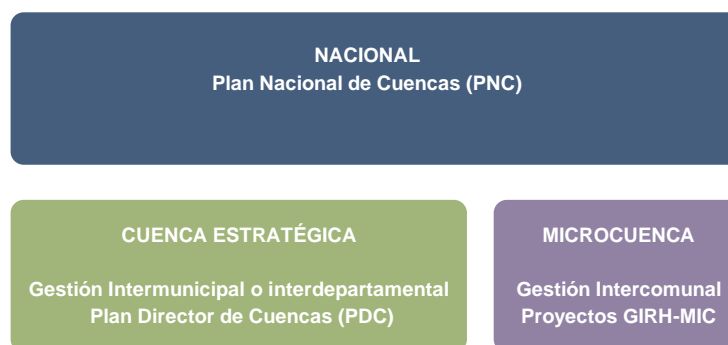 NACIONAL
Plan Nacional de Cuencas (PNC)
CUENCA ESTRATÉGICA
Gestión Intermunicipal o interdepartamental
Plan Director de Cuencas (PDC)
MICROCUENCA
Gestión Intercomunal
Proyectos GIRH-MIC